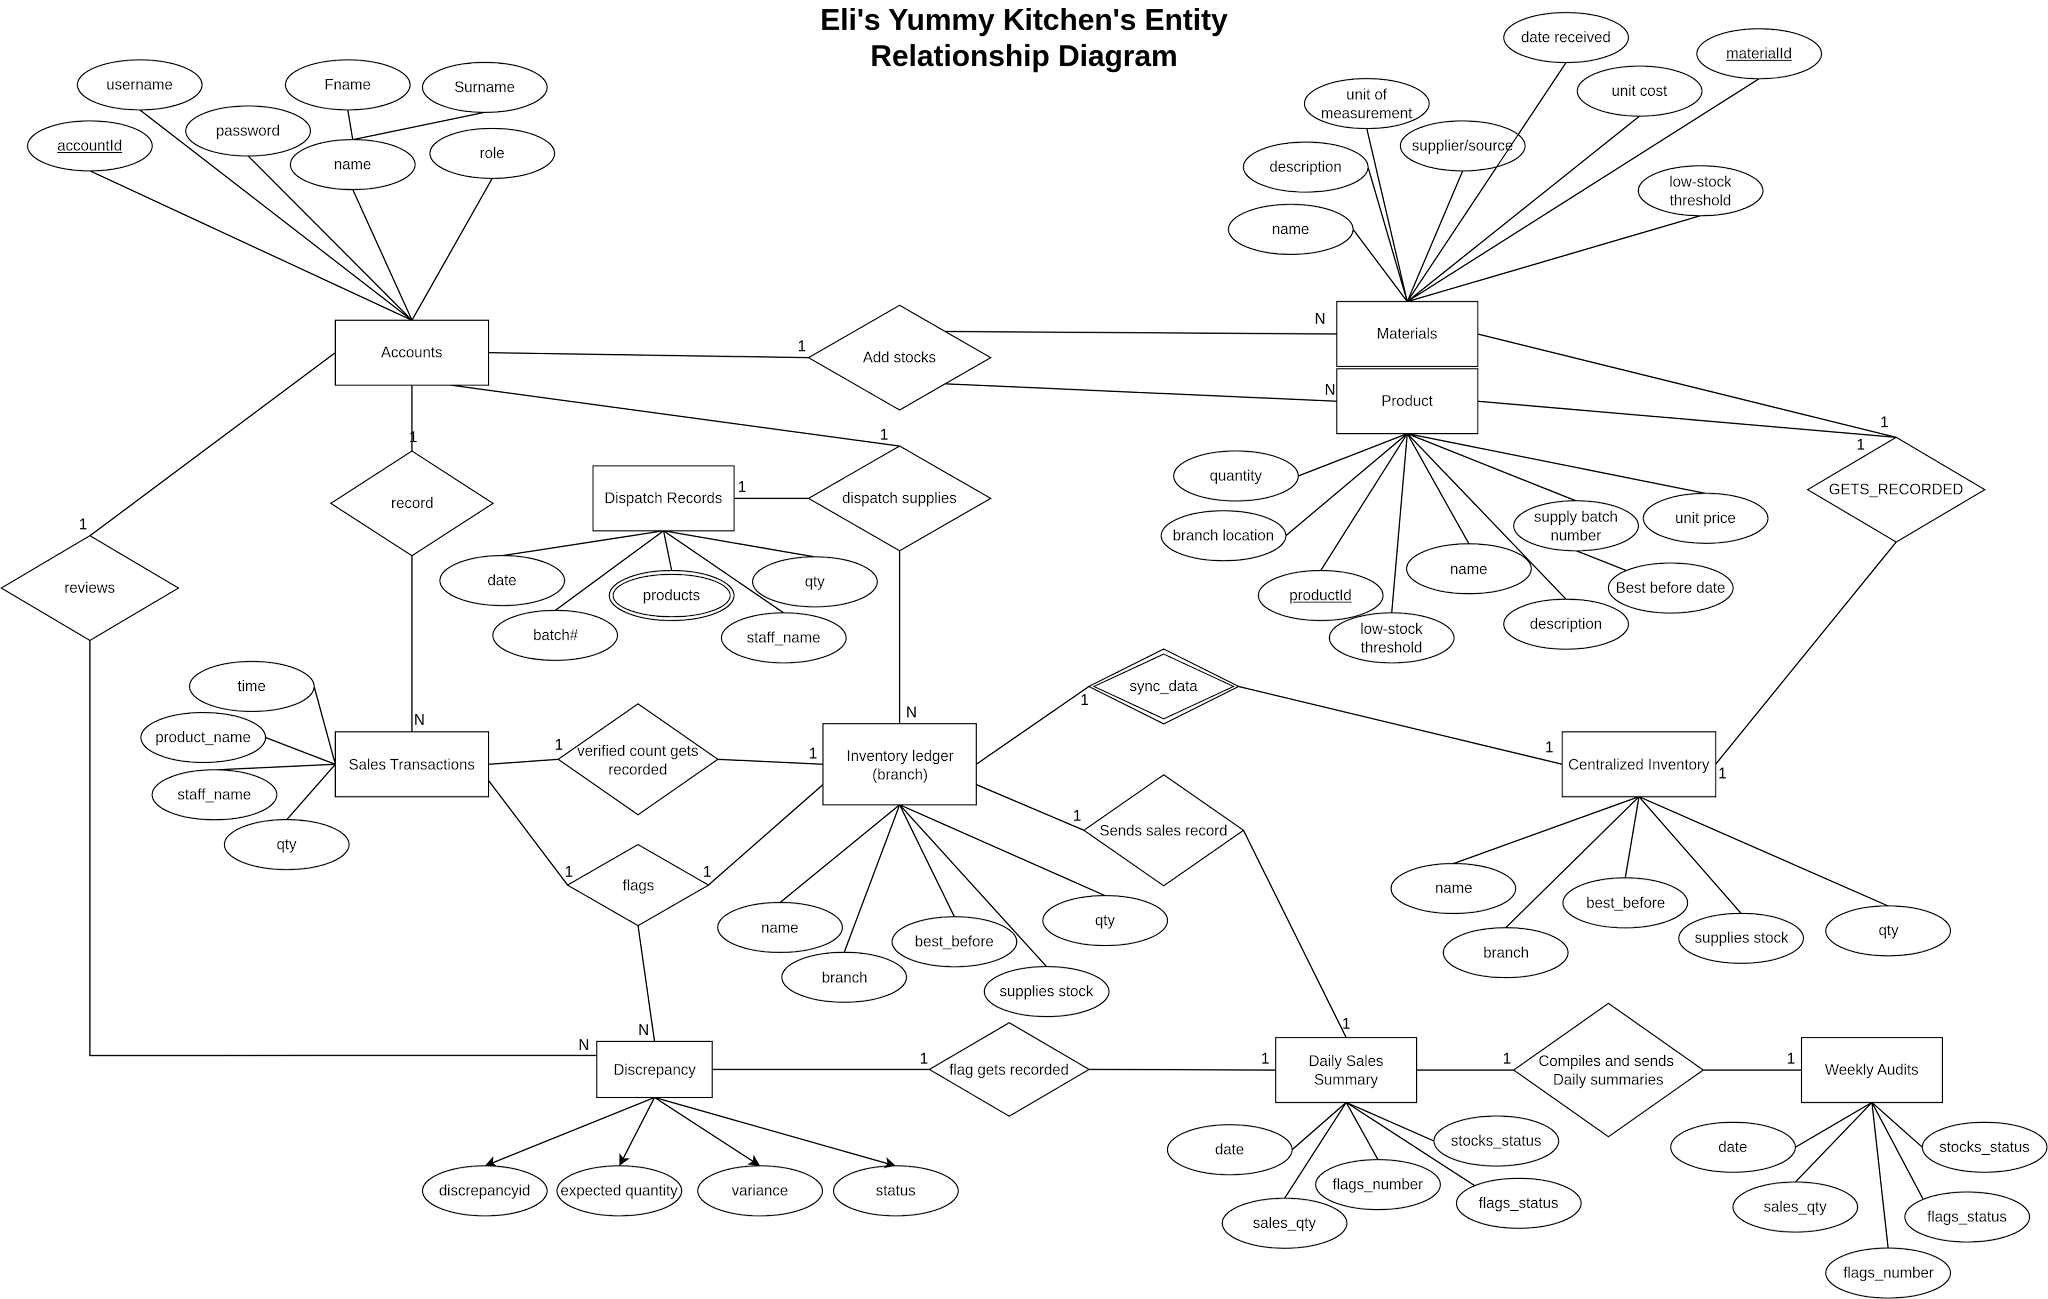 Eli's Yummy Kitchen's Entity
Relationship Diagram
username
Fname
Surname
accountId
password
name
role
date received
materialId
unit of
measurement
unit cost
supplier/source
description
low-stock
threshold
name
Accounts
1
Add stocks
N
Materials
N
Product
1
1
GETS_RECORDED
1
record
1
dispatch supplies
1
Dispatch Records
date
batch#
products
staff_name
qty
quantity
branch location
productId
low-stock
threshold
name
supply batch
number
unit price
Best before date
description
1
reviews
time
product_name
staff_name
qty
N
Sales Transactions
1
verified count gets
recorded
1
N
Inventory ledger
(branch)
1
sync_data
1
Centralized Inventory
1
1
Sends sales record
1
flags
1
name
branch
best_before
supplies stock
qty
name
branch
best_before
supplies stock
qty
N
N
Discrepancy
1
flag gets recorded
1
1
Daily Sales
Summary
1
Compiles and sends
Daily summaries
1
Weekly Audits
discrepancyid
expected quantity
variance
status
date
sales_qty
flags_number
flags_status
stocks_status
date
sales_qty
flags_number
flags_status
stocks_status